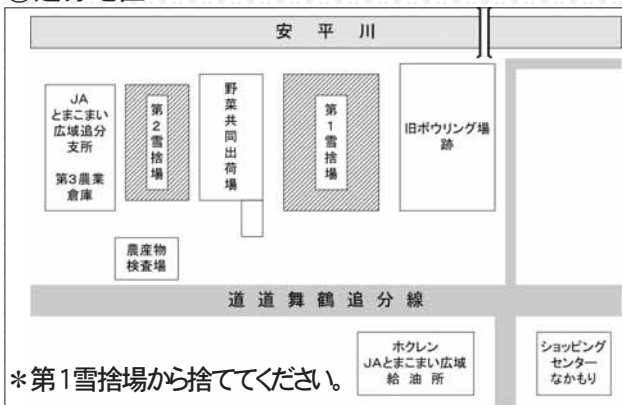 安平川
JA
とまこまい
広域追分
支所
第3農業
倉庫
第2雪捨場
野菜共同出荷場
第1雪捨場
旧ボウリング場
跡
農産物
検査場
道道舞鶴追分線
ホクレン
JAとまこまい広域
給油所
ショッピング
センター
なかもり
＊第1雪捨場から捨ててください。